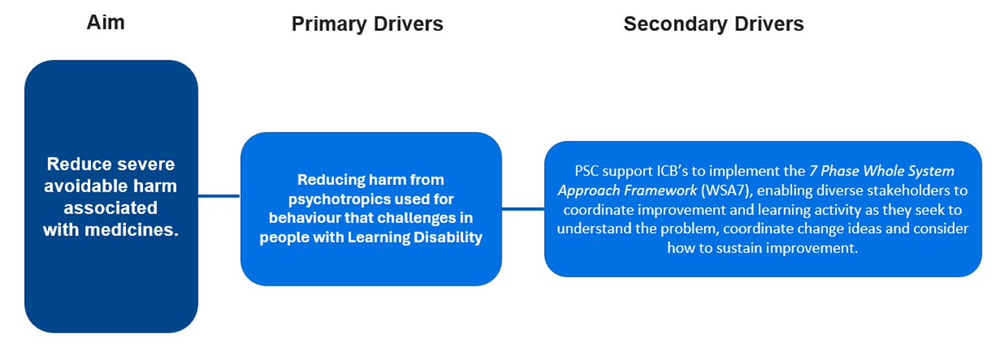 Aim
Primary Drivers
Secondary Drivers
Reduce severe
avoidable harm
associated
with medicines.
Reducing harm from
psychotropics used for
behaviour that challenges in
people with Learning Disability
PSC support ICB's to implement the 7 Phase Whole System
Approach Framework (WSA7), enabling diverse stakeholders to
coordinate improvement and learning activity as they seek to
understand the problem, coordinate change ideas and consider
how to sustain improvement.